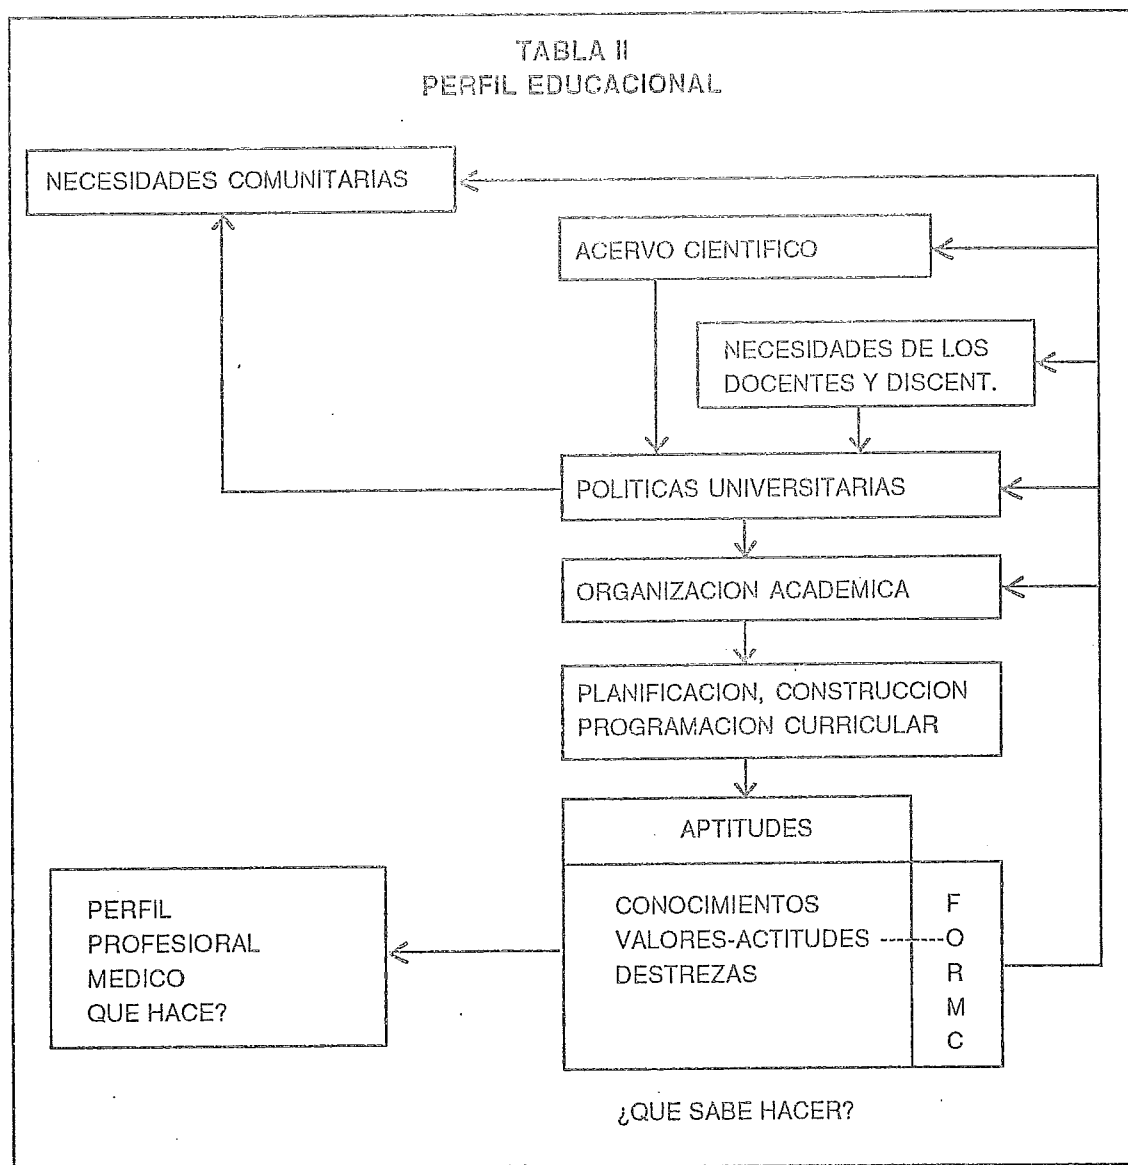 TABLA II
PERFIL EDUCACIONAL
NECESIDADES COMUNITARIAS
ACERVO CIENTIFICO
NECESIDADES DE LOS
DOCENTES Y DISCENT.
POLITICAS UNIVERSITARIAS
ORGANIZACION ACADEMICA
PLANIFICACION, CONSTRUCCION
PROGRAMACION CURRICULAR
APTITUDES
CONOCIMIENTOS
VALORES-ACTITUDES
DESTREZAS
F
O
R
M
C
PERFIL
PROFESIORAL
MEDICO
QUE HACE?
¿QUE SABE HACER?